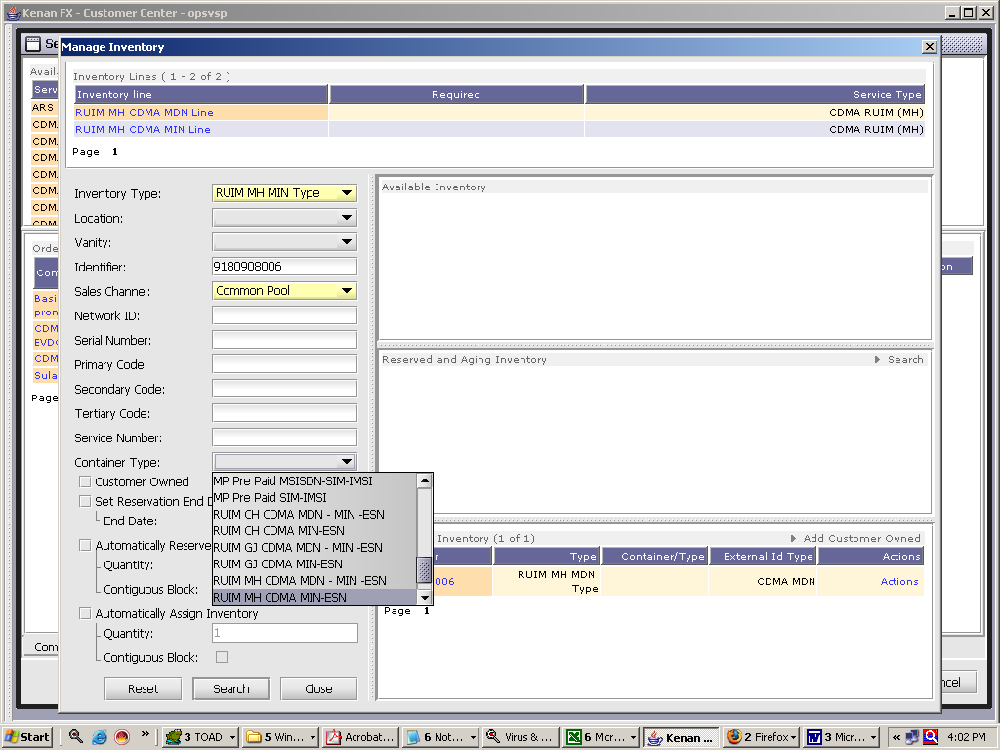 Kenan FX - Customer Center - opsvsp
Manage Inventory
Inventory Lines ( 1 - 2 of 2 )
Inventory line Required Service Type
RUIM MH CDMA MDN Line CDMA RUIM (MH)
RUIM MH CDMA MIN Line CDMA RUIM (MH)
Page 1
Avail
Serv
ARS
CDM
CDM
CDM
CDM
CDM
CDM
CDM
Orde
Com
Basi
pron
CDM
EVD
CDM
Sula
Page
Com
Inventory Type: RUIM MH MIN Type
Location:
Vanity:
Identifier: 9180908006
Sales Channel: Common Pool
Network ID:
Serial Number:
Primary Code:
Secondary Code:
Tertiary Code:
Service Number:
Container Type:
Customer Owned
Set Reservation End D
End Date:
Automatically Reserve
Quantity:
Contiguous Block:
MP Pre Paid MSISDN-SIM-IMSI
MP Pre Paid SIM-IMSI
RUIM CH CDMA MDN - MIN -ESN
RUIM CH CDMA MIN-ESN
RUIM GJ CDMA MDN - MIN -ESN
RUIM GJ CDMA MIN-ESN
RUIM MH CDMA MDN - MIN -ESN
RUIM MH CDMA MIN-ESN
Automatically Assign Inventory
Quantity: 1
Contiguous Block:
Reset Search Close
Available Inventory
Reserved and Aging Inventory Search
Inventory (1 of 1) Add Customer Owned
r Type Container/Type External Id Type Actions
006 RUIM MH MDN Type CDMA MDN Actions
Page 1
on
ncel
Start » 3 TOAD 5 Win... Acrobat... 6 Not... Virus & ... 6 Micr... Kenan ... 2 Firefox 3 Micr... « 4:02 PM